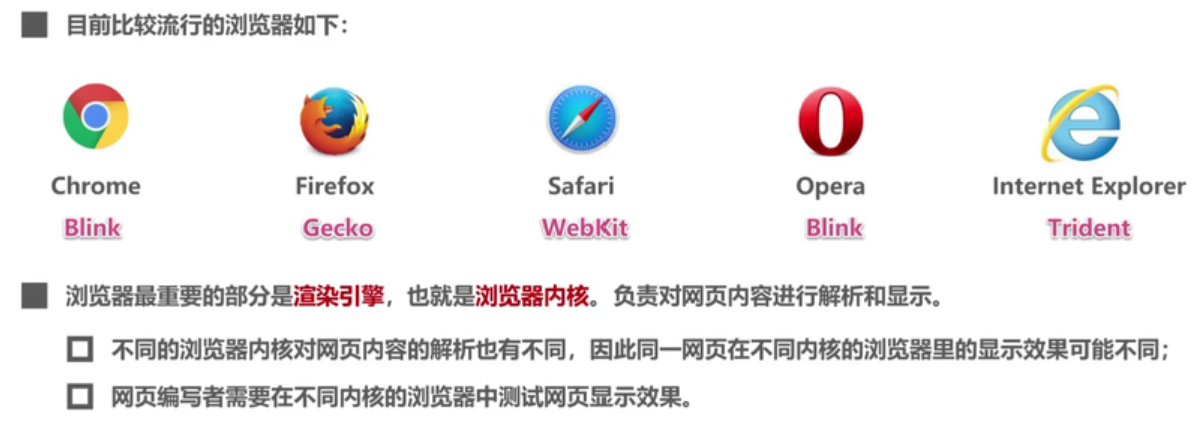 目前比较流行的浏览器如下：
Chrome Firefox Safari Opera Internet Explorer
Blink Gecko WebKit Blink Trident
浏览器最重要的部分是渲染引擎，也就是浏览器内核。负责对网页内容进行解析和显示。
不同的浏览器内核对网页内容的解析也有不同，因此同一网页在不同内核的浏览器里的显示效果可能不同；
网页编写者需要在不同内核的浏览器中测试网页显示效果。